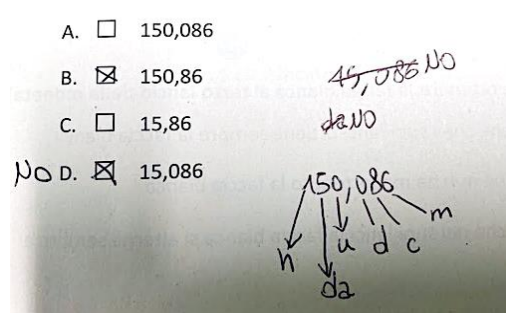 A. 150,086
B. 150,86
C. 15,86
NO D. 15,086
45,086 NO
da NO
150,086
h da u d c m